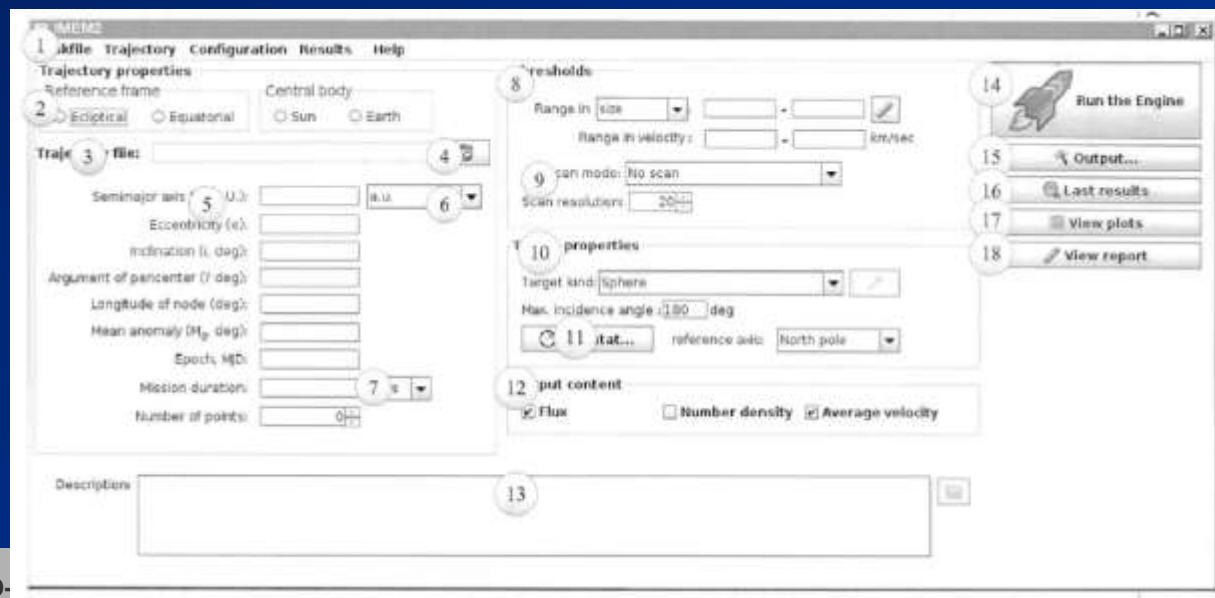 IMEM2
1 kfile Trajectory Configuration Results Help
Trajectory properties
Reference frame
Central body
2 Ecliptical Equatorial
Sun Earth
Traje 3 file:
4
Seminajor axis 5 U.): a.u. 6
Eccentricity (e):
Inclination (i, deg):
Argument of pericenter (/ deg):
Longitude of node (deg):
Mean anomaly (M deg):
Epoch, MJD:
Mission duration: 7 s
Number of points: 0
8 resholds
Range in size -
Range in velocity : - km/sec
9 can mode: No scan
Scan resolution: 20
T 10 properties
Target kind: Sphere
Max. incidence angle : 180 deg
11 tat... reference axis: North pole
12 put content
Flux Number density Average velocity
14 Run the Engine
15 Output...
16 Last results
17 View plots
18 View report
Description:
13